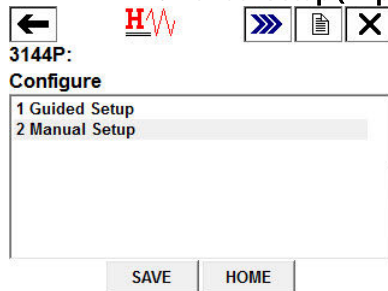 H
3144P:
Configure
1 Guided Setup
2 Manual Setup
SAVE HOME